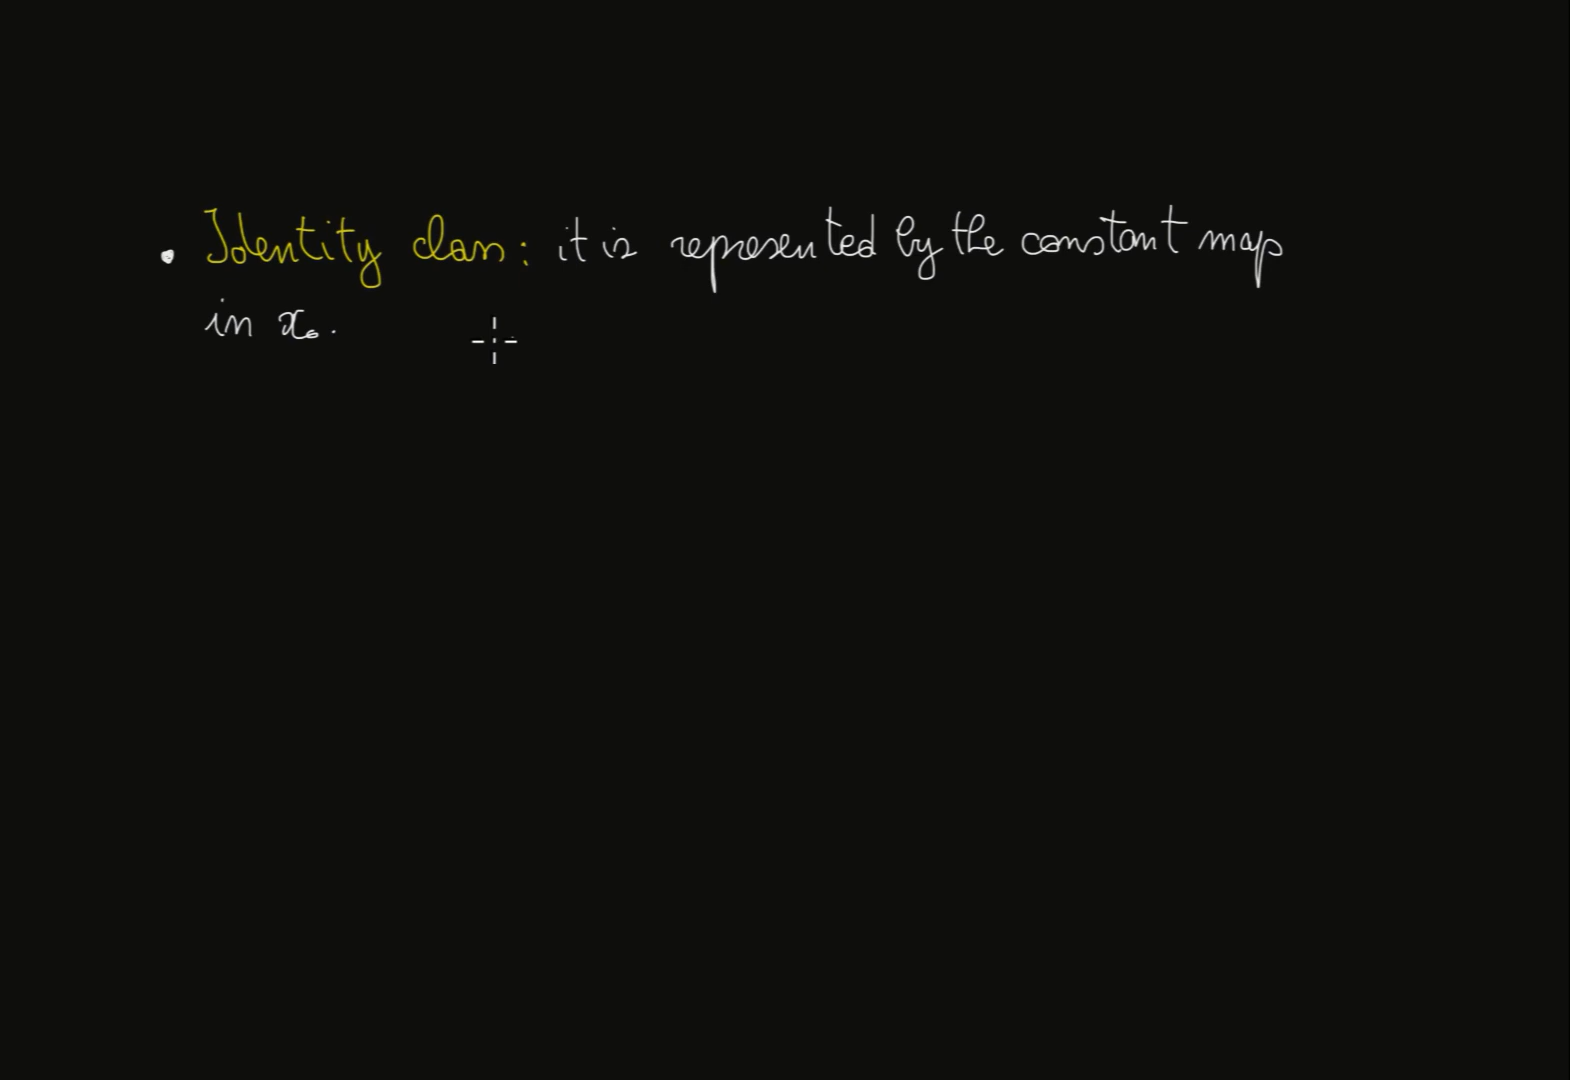 • Identity class: it is represented by the constant map
in x₀.